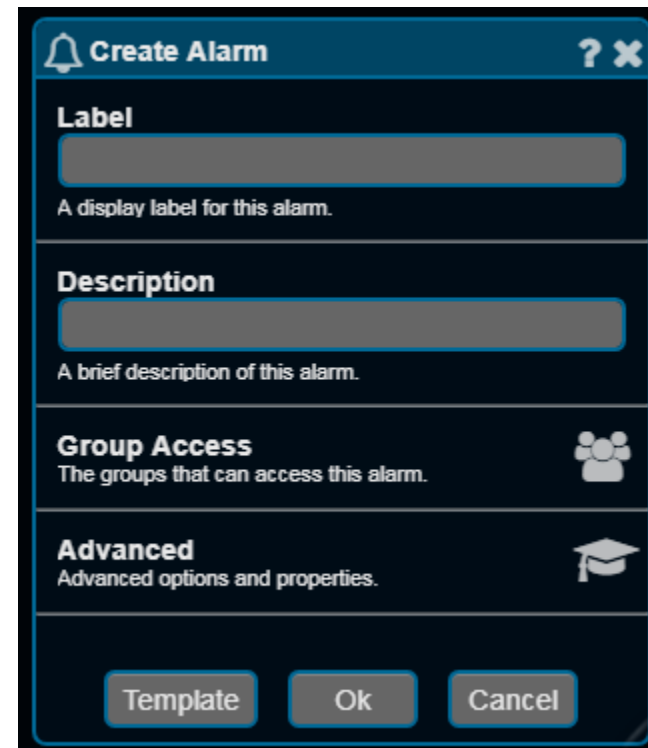 Create Alarm ?
Label
A display label for this alarm.
Description
A brief description of this alarm.
Group Access
The groups that can access this alarm.
Advanced
Advanced options and properties.
Template Ok Cancel